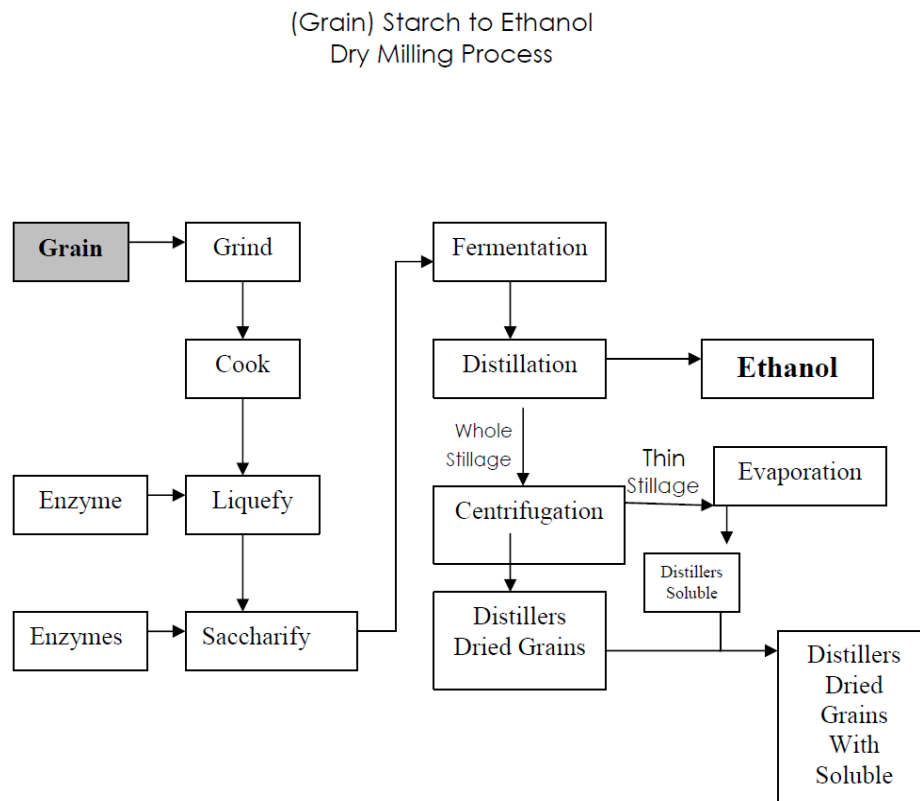 (Grain) Starch to Ethanol
Dry Milling Process
Grain
Grind
Cook
Enzyme
Liquefy
Enzymes
Saccharify
Fermentation
Distillation
Ethanol
Whole
Stillage
Centrifugation
Thin
Stillage
Evaporation
Distillers
Soluble
Distillers
Dried Grains
Distillers
Dried
Grains
With
Soluble